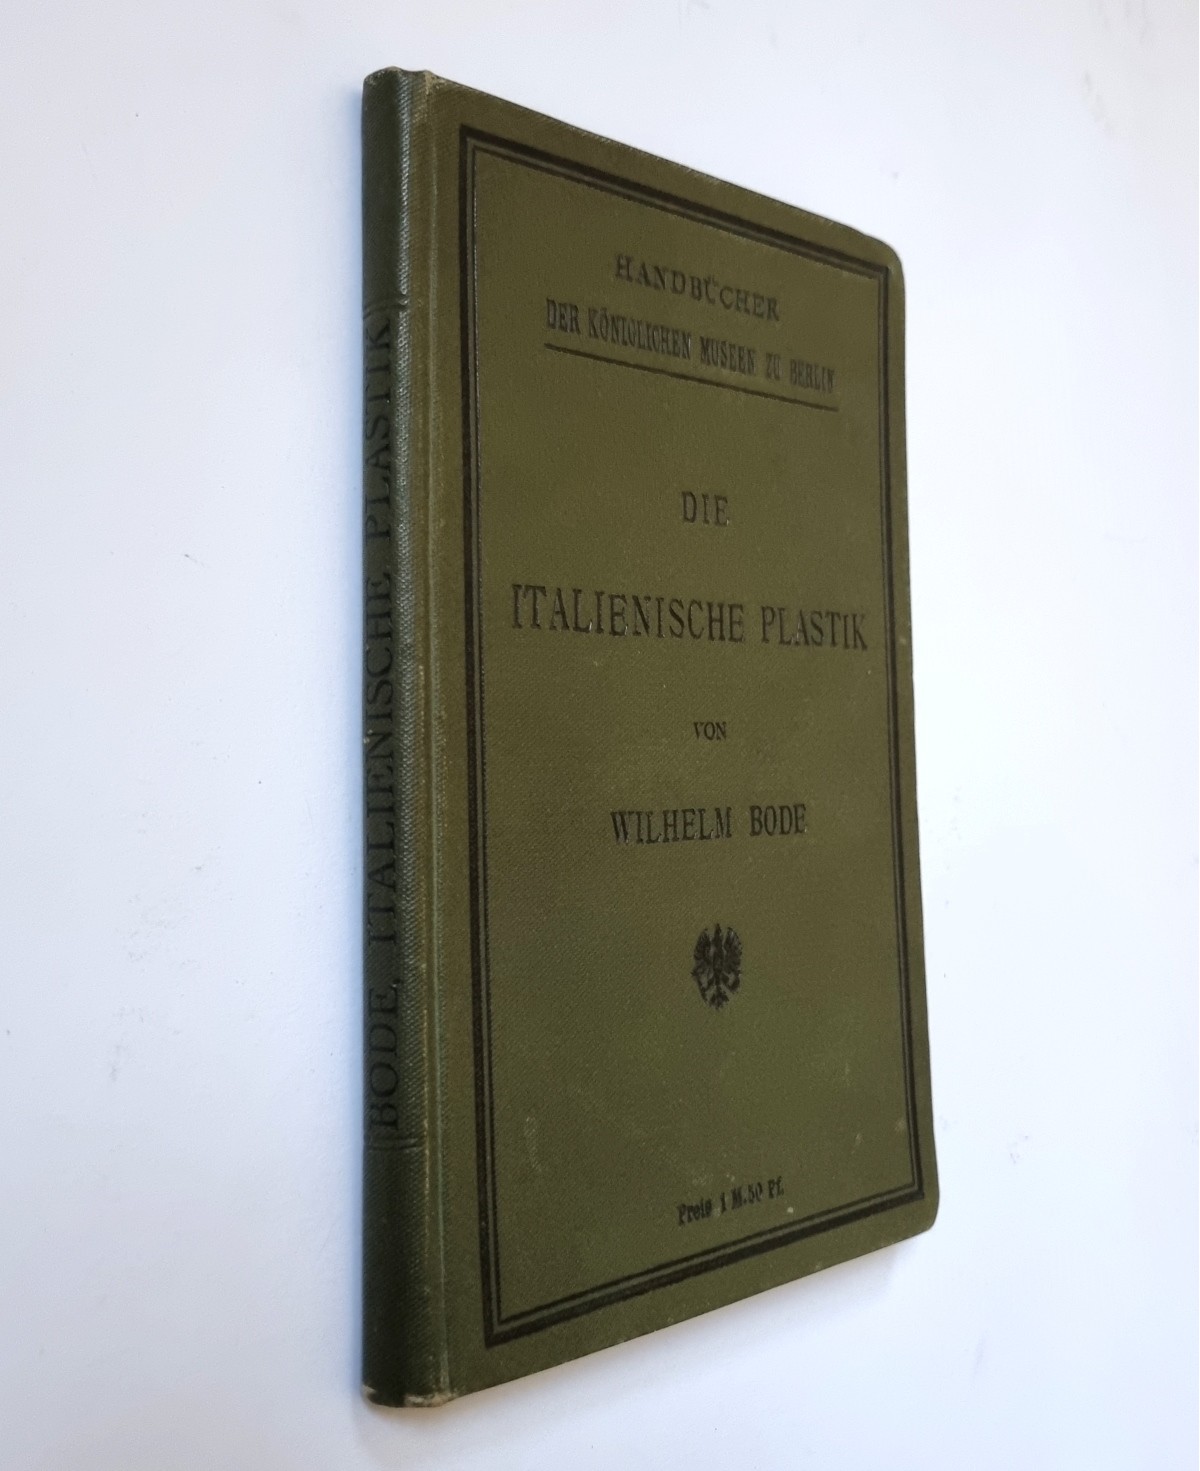 BODE, ITALIENISCHE PLASTIK
HANDBÜCHER
DER KÖNIGLICHEN MUSEEN ZU BERLIN
DIE
ITALIENISCHE PLASTIK
VON
WILHELM BODE
Preis 1 M. 50 Pf.